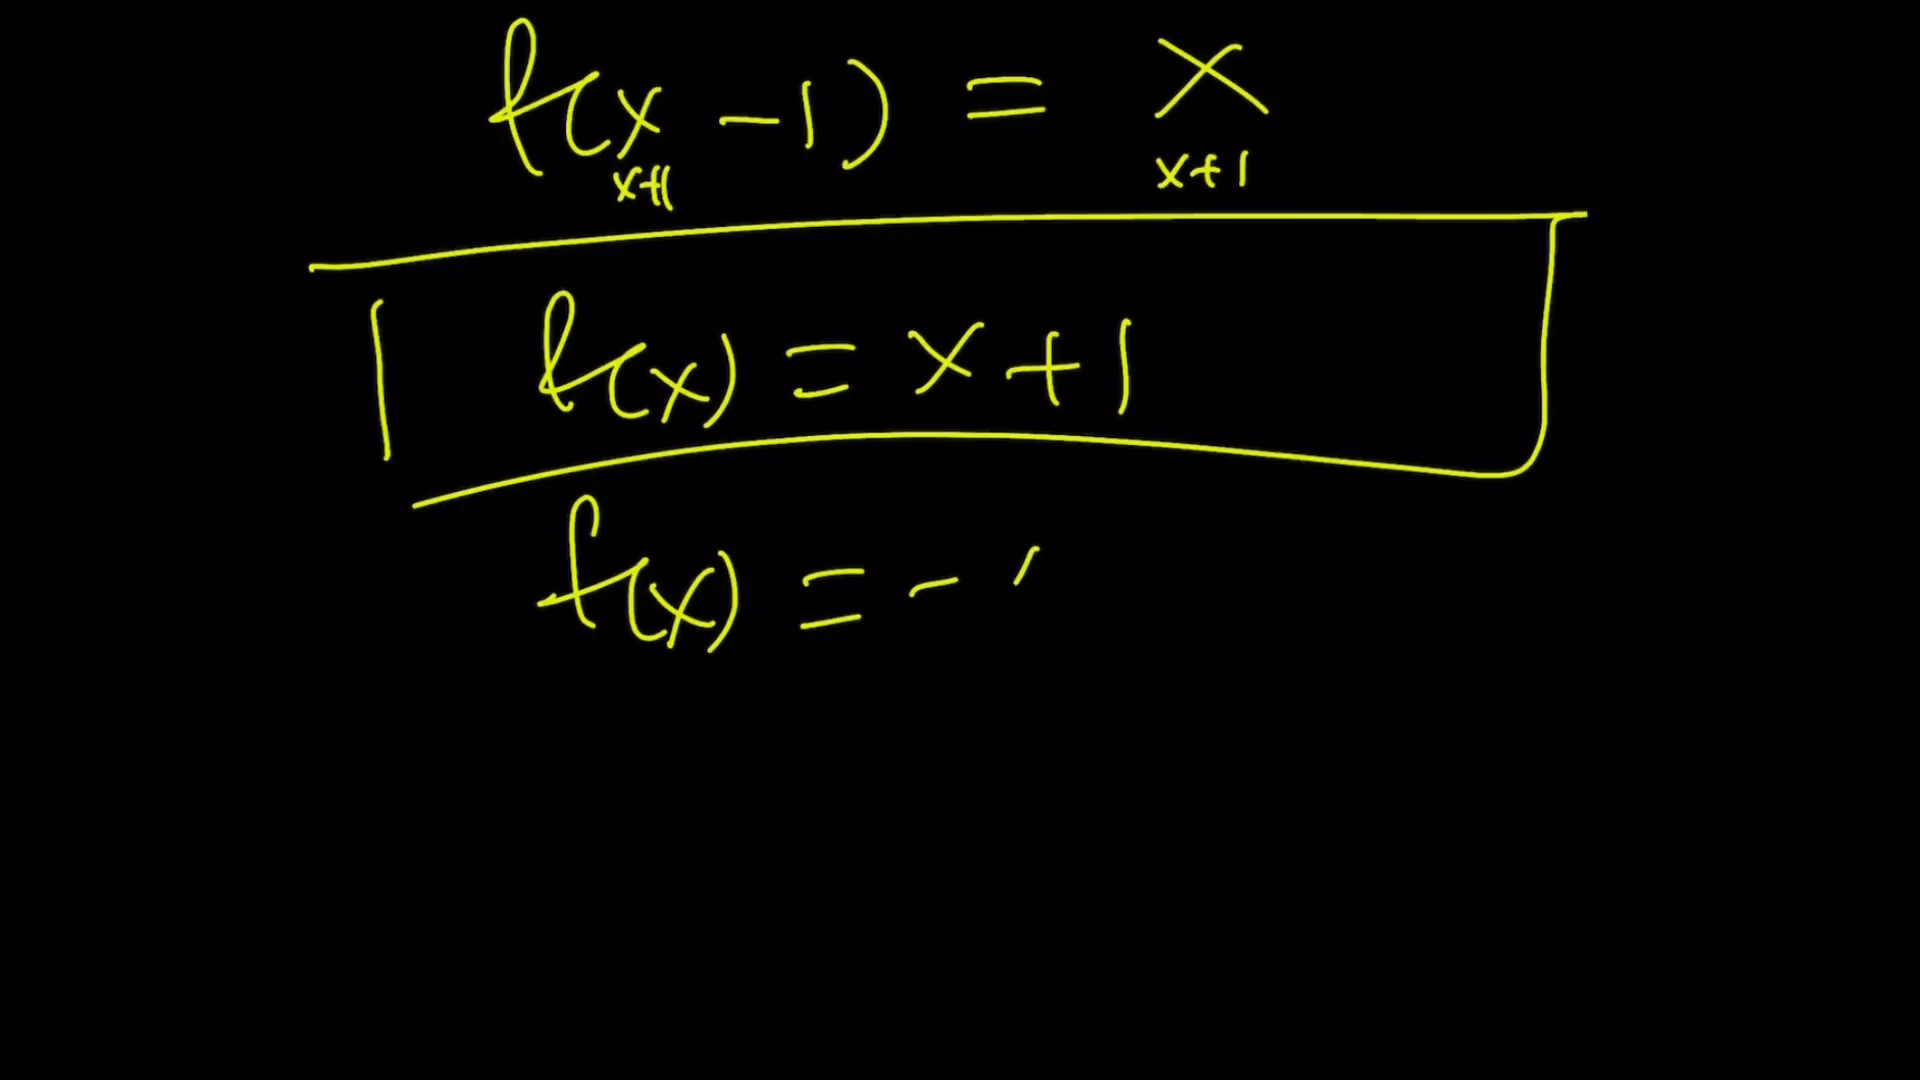 f(x - 1) = x
x+1 x+1
f(x) = x + 1
f(x) = -